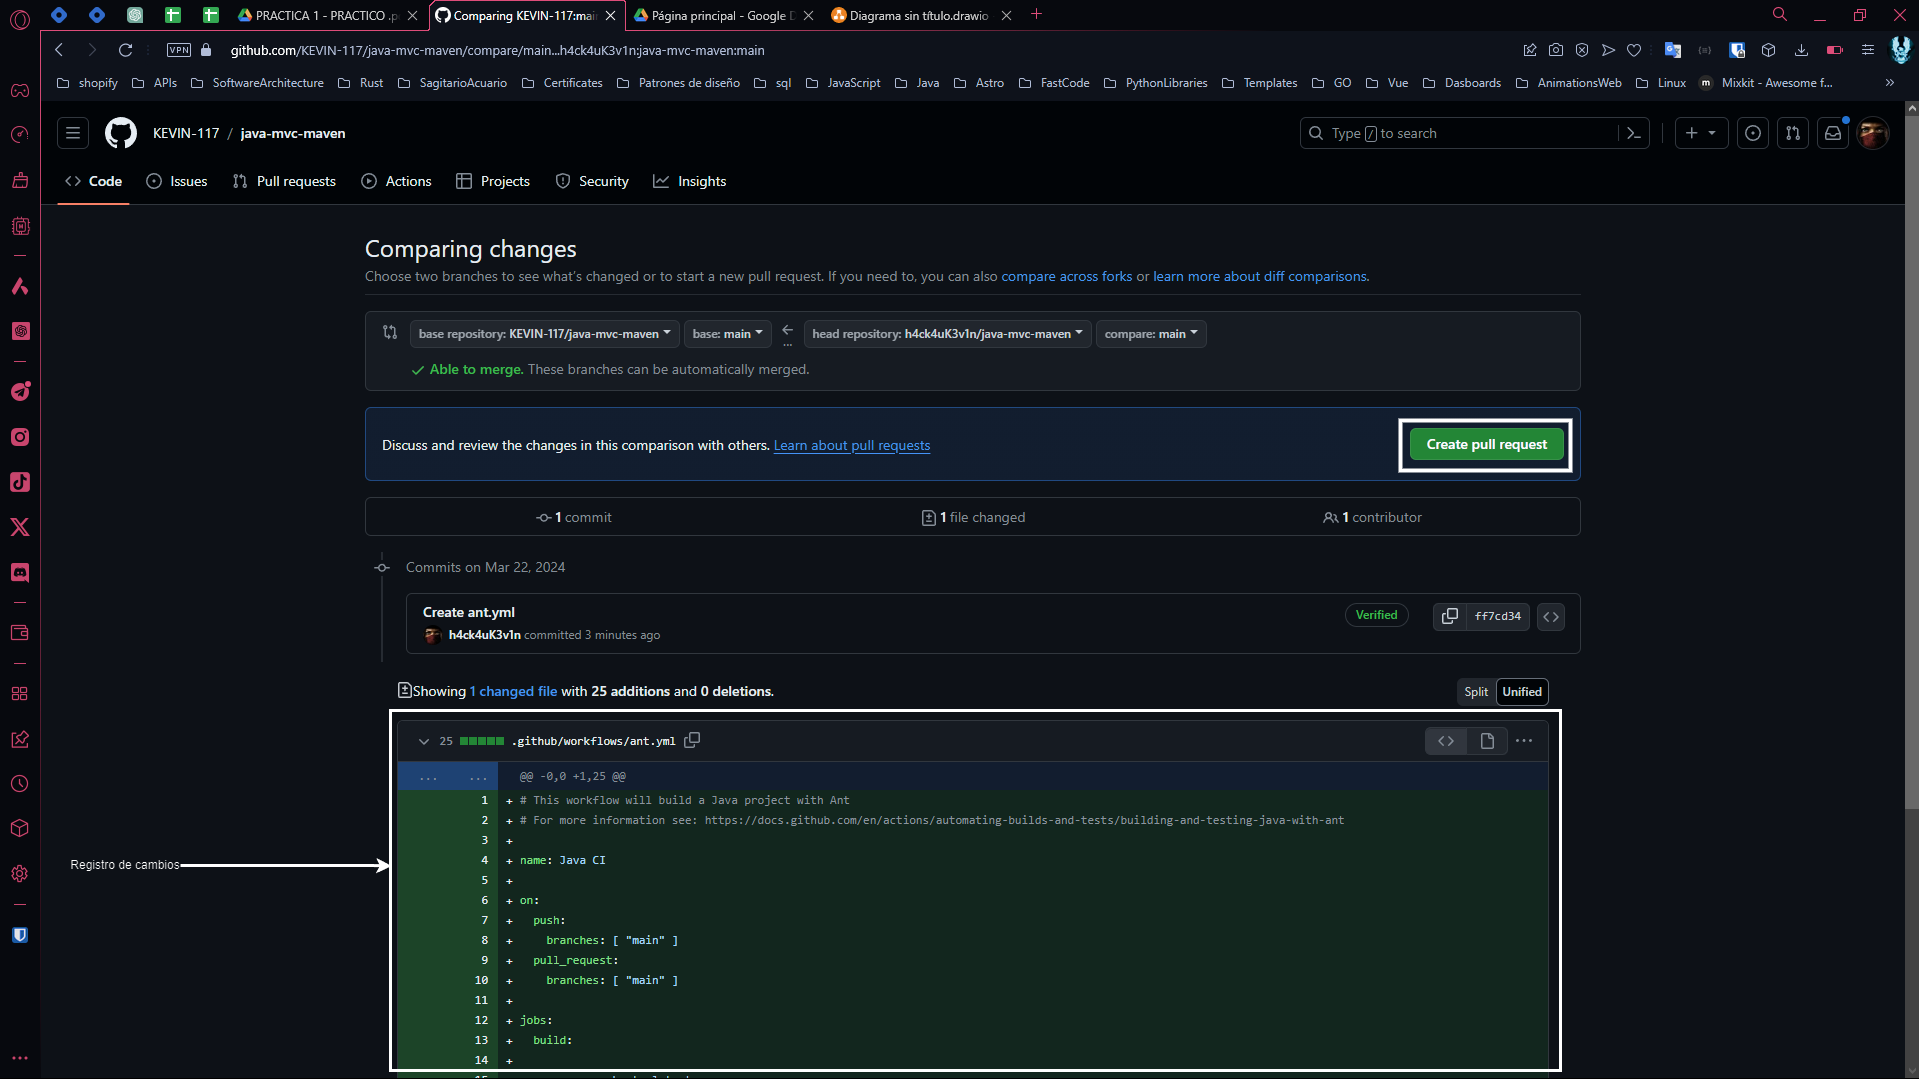 PRACTICA 1 - PRACTICO .p
Comparing KEVIN-117:mai
Página principal - Google D
Diagrama sin título.drawio
VPN
github.com/KEVIN-117/java-mvc-maven/compare/main...h4ck4uK3v1n:java-mvc-maven:main
shopify APIs SoftwareArchitecture Rust SagitarioAcuario Certificates Patrones de diseño sql JavaScript Java Astro FastCode PythonLibraries Templates GO Vue Dasboards AnimationsWeb Linux m Mixkit - Awesome f... »
KEVIN-117 / java-mvc-maven
Type / to search
Code Issues Pull requests Actions Projects Security Insights
Comparing changes
Choose two branches to see what's changed or to start a new pull request. If you need to, you can also compare across forks or learn more about diff comparisons.
base repository: KEVIN-117/java-mvc-maven base: main ← ... head repository: h4ck4uK3v1n/java-mvc-maven compare: main
✓ Able to merge. These branches can be automatically merged.
Discuss and review the changes in this comparison with others. Learn about pull requests
Create pull request
1 commit 1 file changed 1 contributor
Commits on Mar 22, 2024
Create ant.yml
h4ck4uK3v1n committed 3 minutes ago
Verified
ff7cd34
Showing 1 changed file with 25 additions and 0 deletions.
Split Unified
25 .github/workflows/ant.yml
... ... @@ -0,0 +1,25 @@
1 + # This workflow will build a Java project with Ant
2 + # For more information see: https://docs.github.com/en/actions/automating-builds-and-tests/building-and-testing-java-with-ant
3 +
4 + name: Java CI
5 +
6 + on:
7 + push:
8 + branches: [ "main" ]
9 + pull_request:
10 + branches: [ "main" ]
11 +
12 + jobs:
13 + build:
14 +
Registro de cambios